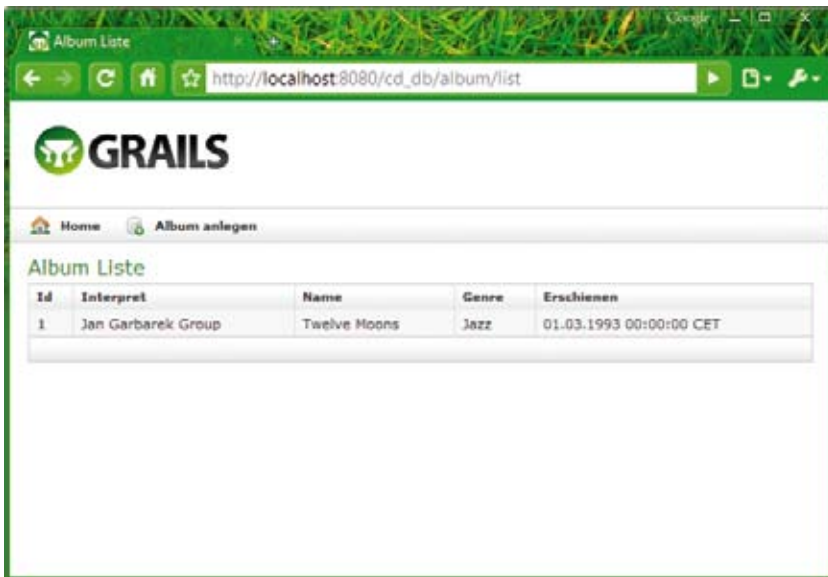 Google
Album Liste
http://localhost:8080/cd_db/album/list
GRAILS
Home Album anlegen
Album Liste
Id Interpret Name Genre Erschienen
1 Jan Garbarek Group Twelve Moons Jazz 01.03.1993 00:00:00 CET